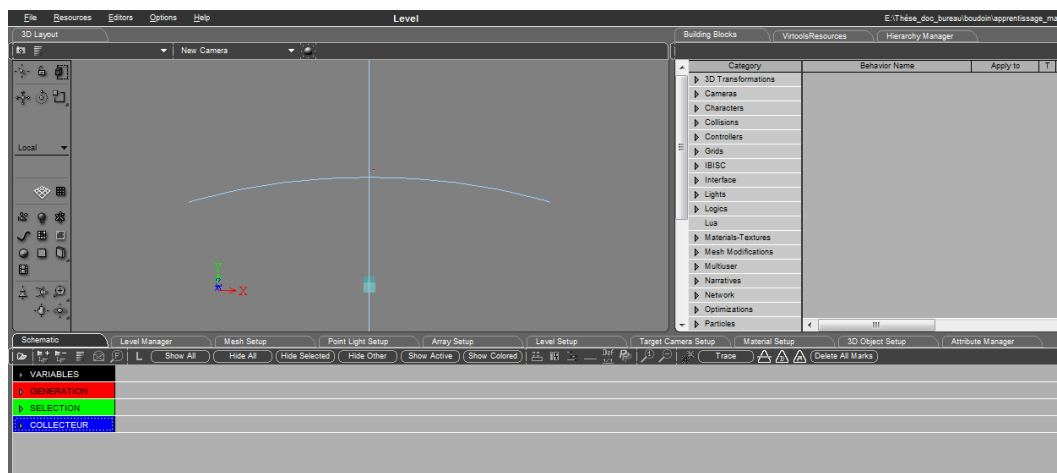 File Resources Editors Options Help Level E:\Thése_doc_bureau\boudoin\apprentissage_ma
3D Layout Building Blocks VirtoolsResources Hierarchy Manager
New Camera
Category Behavior Name Apply to T
3D Transformations
Cameras
Characters
Collisions
Controllers
Local
Grids
IBISC
Interface
Lights
Logics
Lua
Materials-Textures
Mesh Modifications
Multiuser
Narratives
Y
X
Network
Optimizations
Particles
Schematic Level Manager Mesh Setup Point Light Setup Array Setup Level Setup Target Camera Setup Material Setup 3D Object Setup Attribute Manager
L Show All Hide All Hide Selected Hide Other Show Active Show Colored Def 1/1 Trace Delete All Marks
VARIABLES
GENERATION
SELECTION
COLLECTEUR